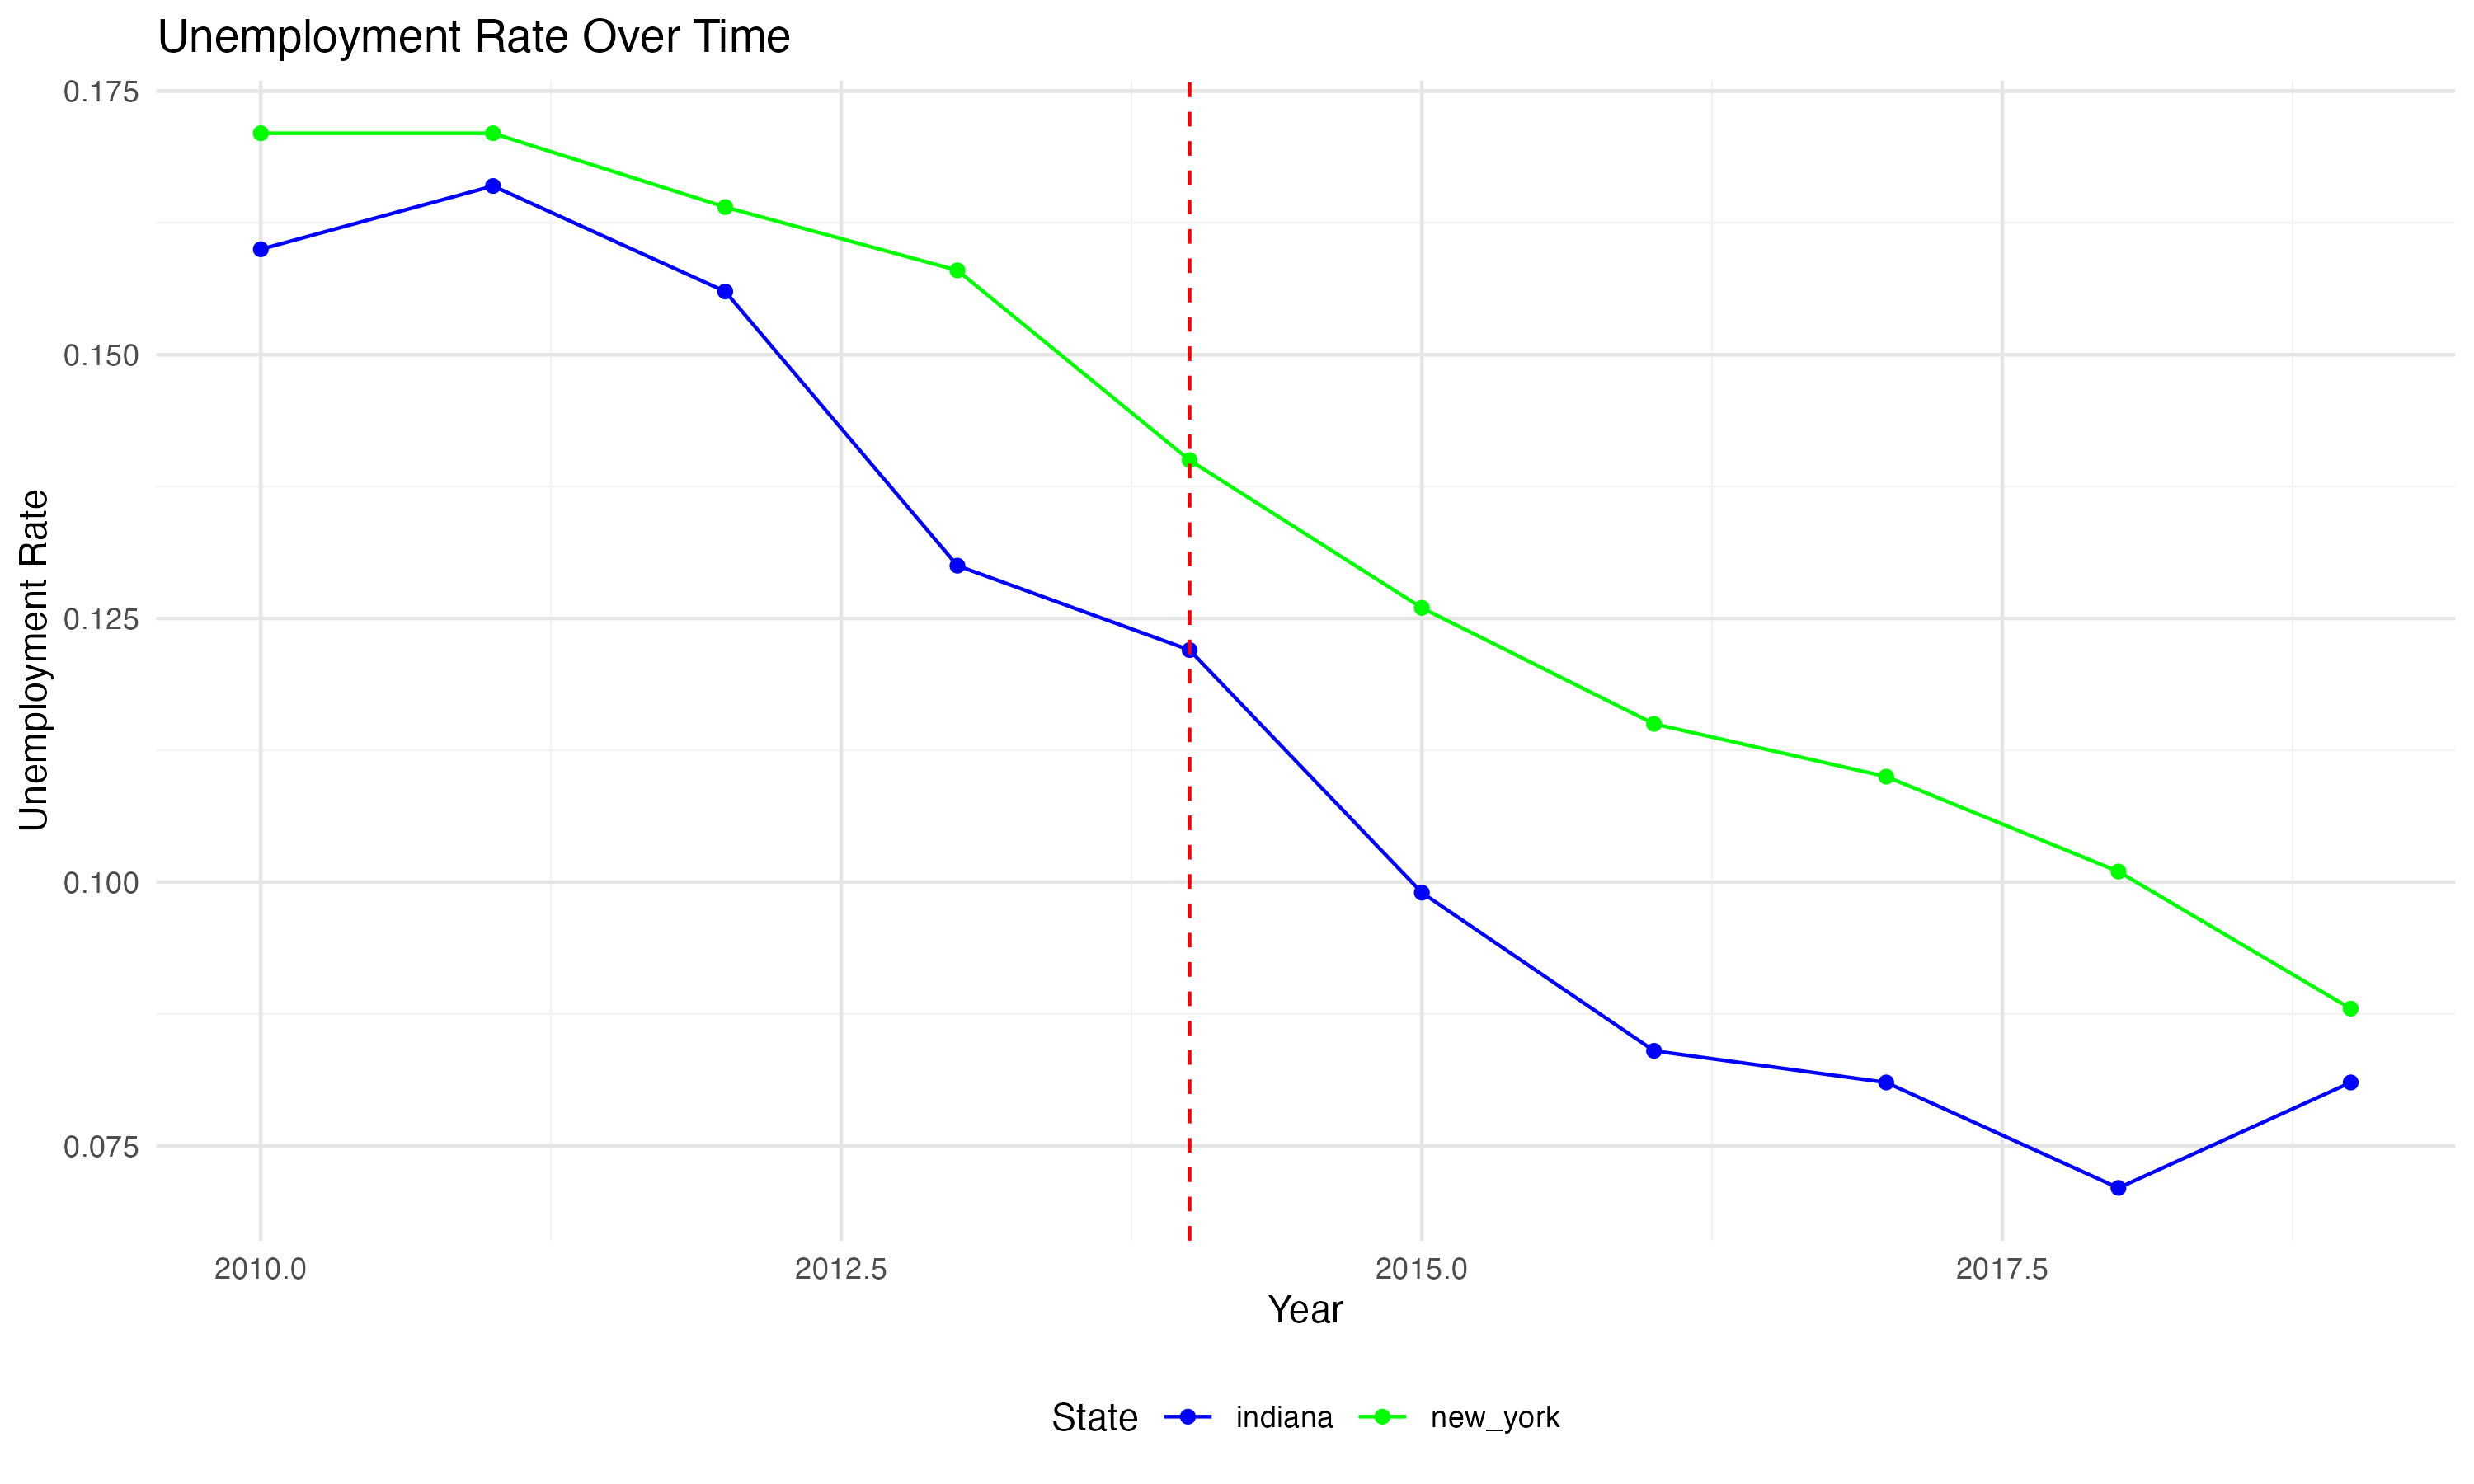 Unemployment Rate Over Time
0.175
0.150
0.125
0.100
0.075
Unemployment Rate
2010.0 2012.5 2015.0 2017.5
Year
State indiana new_york